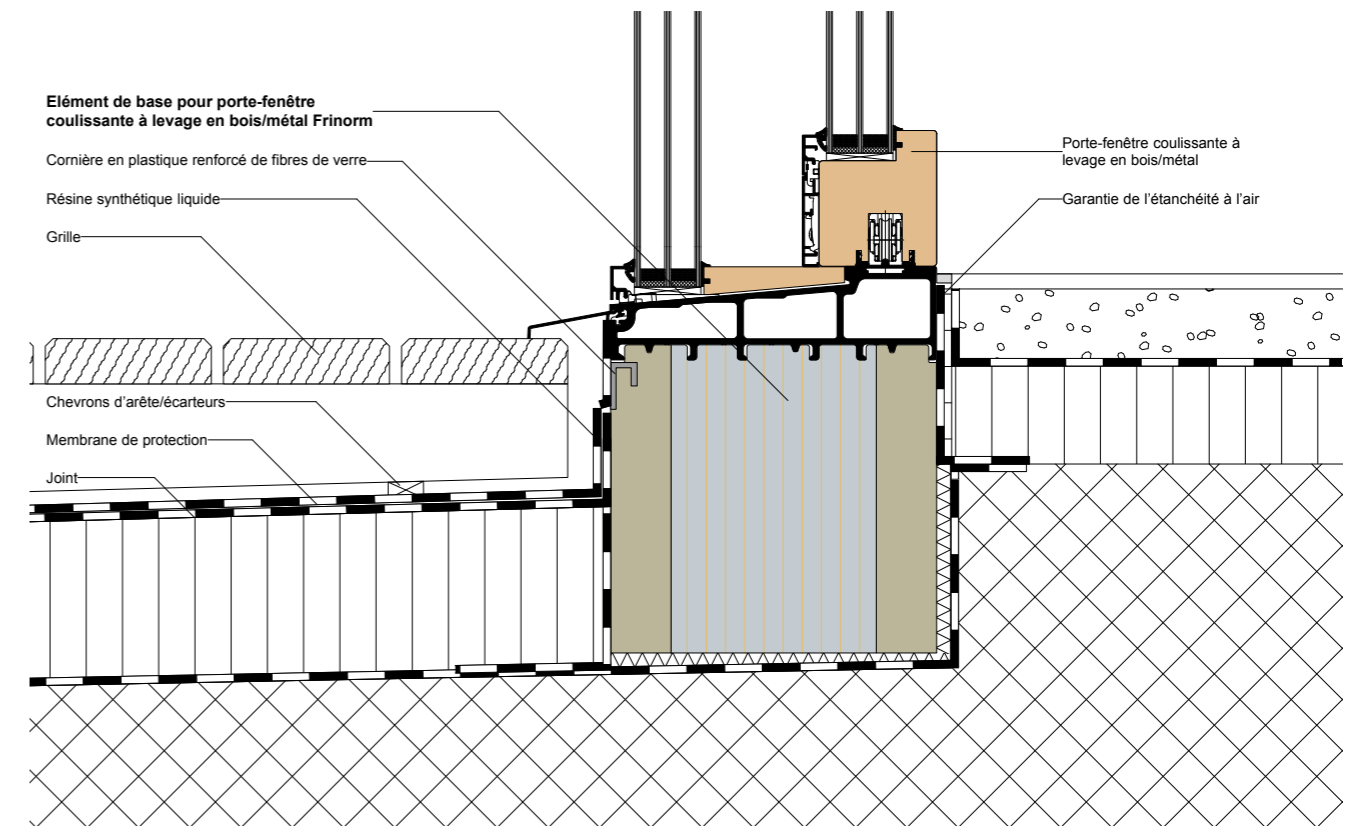 Elément de base pour porte-fenêtre
coulissante à levage en bois/métal Frinorm
Cornière en plastique renforcé de fibres de verre
Résine synthétique liquide
Grille
Chevrons d'arête/écarteurs
Membrane de protection
Joint
Porte-fenêtre coulissante à
levage en bois/métal
Garantie de l'étanchéité à l'air